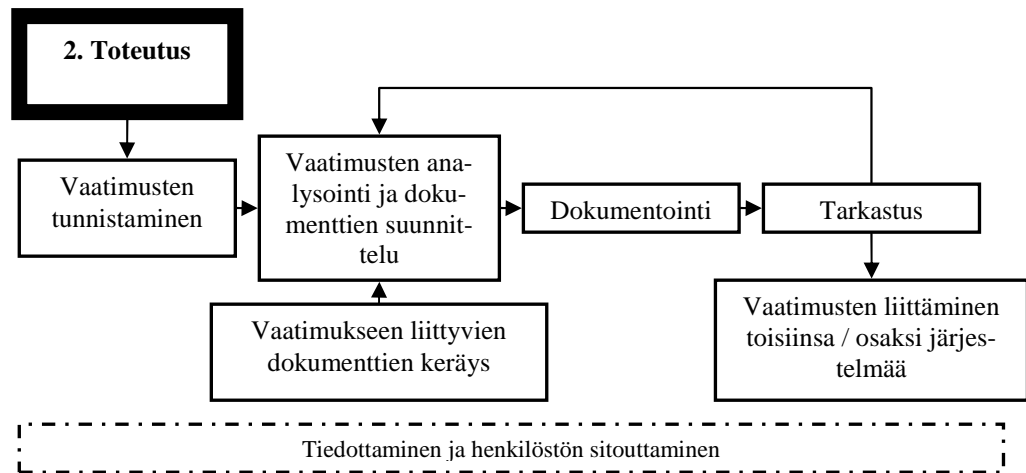 2. Toteutus
Vaatimusten
tunnistaminen
Vaatimusten ana-
lysointi ja doku-
menttien suunnit-
telu
Dokumentointi
Tarkastus
Vaatimukseen liittyvien
dokumenttien keräys
Vaatimusten liittäminen
toisiinsa / osaksi järjes-
telmää
Tiedottaminen ja henkilöstön sitouttaminen